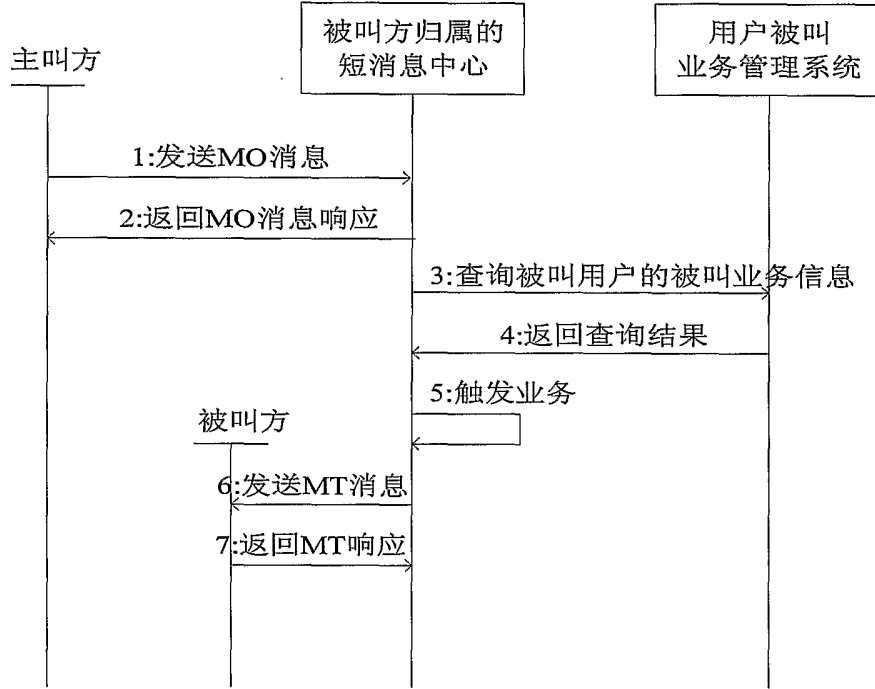 主叫方
被叫方归属的
短消息中心
用户被叫
业务管理系统
1:发送MO消息
2:返回MO消息响应
3:查询被叫用户的被叫业务信息
4:返回查询结果
5:触发业务
被叫方
6:发送MT消息
7:返回MT响应